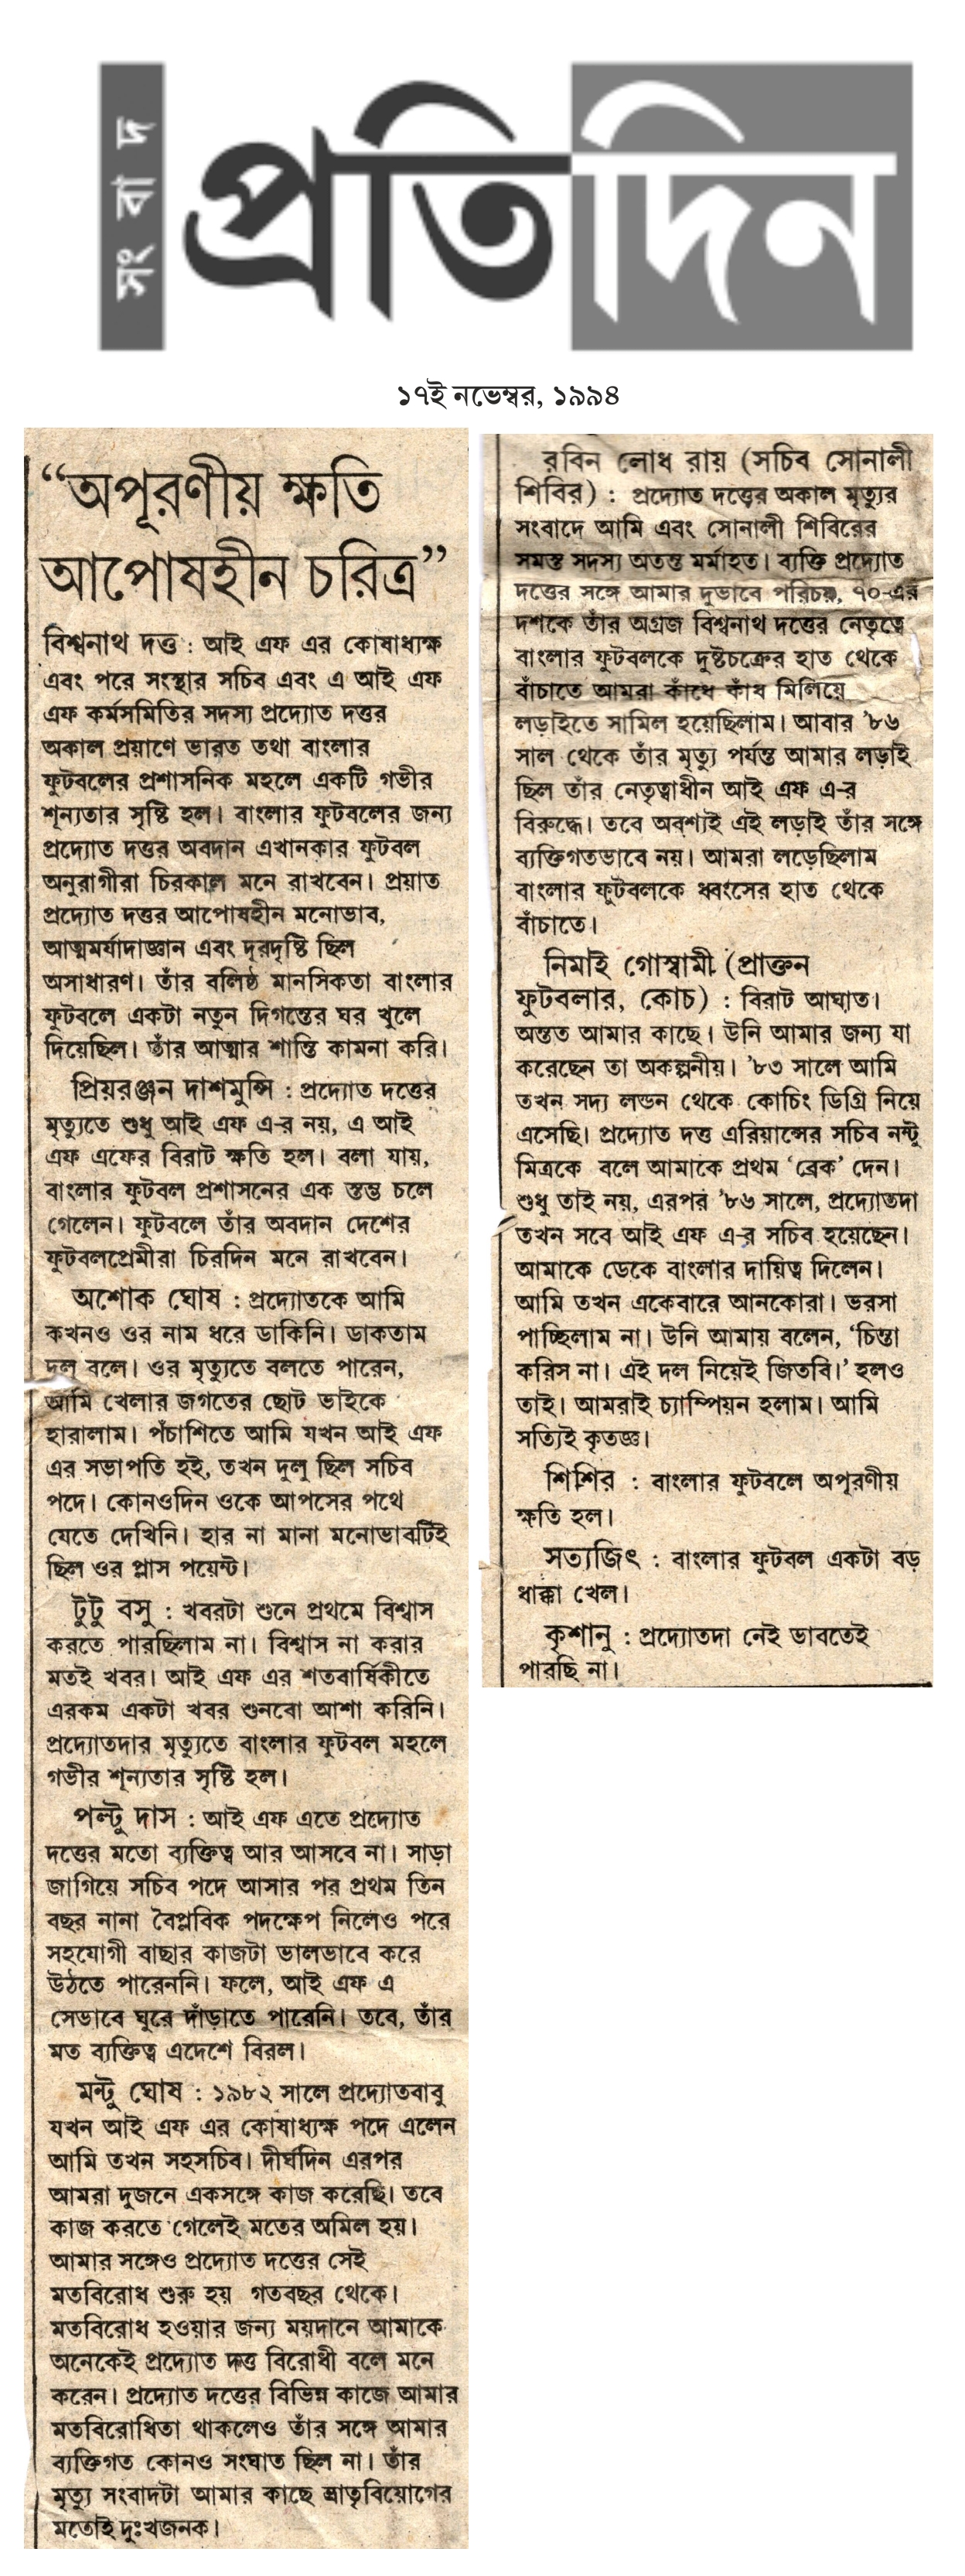 সংবাদ
প্রতিদিন
১৭ই নভেম্বর, ১৯৯৪
“অপূরণীয় ক্ষতি
আপোষহীন চরিত্র”
বিশ্বনাথ দত্ত : আই এফ এর কোষাধ্যক্ষ
এবং পরে সংস্থার সচিব এবং এ আই এফ
এফ কর্মসমিতির সদস্য প্রদ্যোত দত্তর
অকাল প্রয়াণে ভারত তথা বাংলার
ফুটবলের প্রশাসনিক মহলে একটি গভীর
শূন্যতার সৃষ্টি হল। বাংলার ফুটবলের জন্য
প্রদ্যোত দত্তর অবদান এখানকার ফুটবল
অনুরাগীরা চিরকাল মনে রাখবেন। প্রয়াত
প্রদ্যোত দত্তর আপোষহীন মনোভাব,
আত্মমর্যাদাজ্ঞান এবং দূরদৃষ্টি ছিল
অসাধারণ। তাঁর বলিষ্ঠ মানসিকতা বাংলার
ফুটবলে একটা নতুন দিগন্তের ঘর খুলে
দিয়েছিল। তাঁর আত্মার শান্তি কামনা করি।
প্রিয়রঞ্জন দাশমুন্সি : প্রদ্যোত দত্তের
মৃত্যুতে শুধু আই এফ এ-র নয়, এ আই
এফ এফের বিরাট ক্ষতি হল। বলা যায়,
বাংলার ফুটবল প্রশাসনের এক স্তম্ভ চলে
গেলেন। ফুটবলে তাঁর অবদান দেশের
ফুটবলপ্রেমীরা চিরদিন মনে রাখবেন।
অশোক ঘোষ : প্রদ্যোতকে আমি
কখনও ওর নাম ধরে ডাকিনি। ডাকতাম
দলু বলে। ওর মৃত্যুতে বলতে পারেন,
আমি খেলার জগতের ছোট ভাইকে
হারালাম। পঁচাশিতে আমি যখন আই এফ
এর সভাপতি হই, তখন দুলু ছিল সচিব
পদে। কোনওদিন ওকে আপসের পথে
যেতে দেখিনি। হার না মানা মনোভাবটিই
ছিল ওর প্লাস পয়েন্ট।
টুটু বসু : খবরটা শুনে প্রথমে বিশ্বাস
করতে পারছিলাম না। বিশ্বাস না করার
মতই খবর। আই এফ এর শতবার্ষিকীতে
এরকম একটা খবর শুনবো আশা করিনি।
প্রদ্যোতদার মৃত্যুতে বাংলার ফুটবল মহলে
গভীর শূন্যতার সৃষ্টি হল।
পল্টু দাস : আই এফ এতে প্রদ্যোত
দত্তের মতো ব্যক্তিত্ব আর আসবে না। সাড়া
জাগিয়ে সচিব পদে আসার পর প্রথম তিন
বছর নানা বৈপ্লবিক পদক্ষেপ নিলেও পরে
সহযোগী বাছার কাজটা ভালভাবে করে
উঠতে পারেননি। ফলে, আই এফ এ
সেভাবে ঘুরে দাঁড়াতে পারেনি। তবে, তাঁর
মত ব্যক্তিত্ব এদেশে বিরল।
মন্টু ঘোষ : ১৯৮২ সালে প্রদ্যোতবাবু
যখন আই এফ এর কোষাধ্যক্ষ পদে এলেন
আমি তখন সহসচিব। দীর্ঘদিন এরপর
আমরা দুজনে একসঙ্গে কাজ করেছি। তবে
কাজ করতে গেলেই মতের অমিল হয়।
আমার সঙ্গেও প্রদ্যোত দত্তের সেই
মতবিরোধ শুরু হয় গতবছর থেকে।
মতবিরোধ হওয়ার জন্য ময়দানে আমাকে
অনেকেই প্রদ্যোত দত্ত বিরোধী বলে মনে
করেন। প্রদ্যোত দত্তের বিভিন্ন কাজে আমার
মতবিরোধিতা থাকলেও তাঁর সঙ্গে আমার
ব্যক্তিগত কোনও সংঘাত ছিল না। তাঁর
মৃত্যু সংবাদটা আমার কাছে ভ্রাতৃবিয়োগের
মতোই দুঃখজনক।
রবিন লোধ রায় (সচিব সোনালী
শিবির) : প্রদ্যোত দত্তের অকাল মৃত্যুর
সংবাদে আমি এবং সোনালী শিবিরের
সমস্ত সদস্য অতন্ত মর্মাহত। ব্যক্তি প্রদ্যোত
দত্তের সঙ্গে আমার দুভাবে পরিচয়, ৭০-এর
দশকে তাঁর অগ্রজ বিশ্বনাথ দত্তের নেতৃত্বে
বাংলার ফুটবলকে দুষ্টচক্রের হাত থেকে
বাঁচাতে আমরা কাঁধে কাঁধ মিলিয়ে
লড়াইতে সামিল হয়েছিলাম। আবার ’৮৬
সাল থেকে তাঁর মৃত্যু পর্যন্ত আমার লড়াই
ছিল তাঁর নেতৃত্বাধীন আই এফ এ-র
বিরুদ্ধে। তবে অবশ্যই এই লড়াই তাঁর সঙ্গে
ব্যক্তিগতভাবে নয়। আমরা লড়েছিলাম
বাংলার ফুটবলকে ধ্বংসের হাত থেকে
বাঁচাতে।
নিমাই গোস্বামী (প্রাক্তন
ফুটবলার, কোচ) : বিরাট আঘাত।
অন্তত আমার কাছে। উনি আমার জন্য যা
করেছেন তা অকল্পনীয়। ’৮৩ সালে আমি
তখন সদ্য লন্ডন থেকে কোচিং ডিগ্রি নিয়ে
এসেছি। প্রদ্যোত দত্ত এরিয়ান্সের সচিব নন্টু
মিত্রকে বলে আমাকে প্রথম ‘ব্রেক’ দেন।
শুধু তাই নয়, এরপর ’৮৬ সালে, প্রদ্যোতদা
তখন সবে আই এফ এ-র সচিব হয়েছেন।
আমাকে ডেকে বাংলার দায়িত্ব দিলেন।
আমি তখন একেবারে আনকোরা। ভরসা
পাচ্ছিলাম না। উনি আমায় বলেন, ‘চিন্তা
করিস না। এই দল নিয়েই জিতবি।’ হলও
তাই। আমরাই চ্যাম্পিয়ন হলাম। আমি
সত্যিই কৃতজ্ঞ।
শিশির : বাংলার ফুটবলে অপূরণীয়
ক্ষতি হল।
সত্যজিৎ : বাংলার ফুটবল একটা বড়
ধাক্কা খেল।
কৃশানু : প্রদ্যোতদা নেই ভাবতেই
পারছি না।